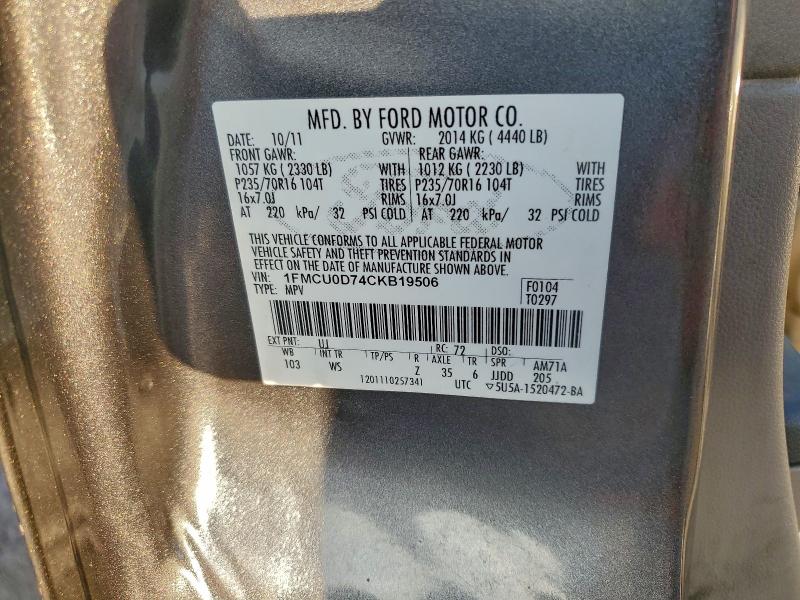 MFD. BY FORD MOTOR CO.
DATE: 10/11 GVWR: 2014 KG ( 4440 LB)
FRONT GAWR: REAR GAWR:
1057 KG ( 2330 LB) WITH 1012 KG ( 2230 LB) WITH
P235/70R16 104T TIRES P235/70R16 104T TIRES
16x7.0J RIMS 16x7.0J RIMS
AT 220 kPa/ 32 PSI COLD AT 220 kPa/ 32 PSI COLD
THIS VEHICLE CONFORMS TO ALL APPLICABLE FEDERAL MOTOR
VEHICLE SAFETY AND THEFT PREVENTION STANDARDS IN
EFFECT ON THE DATE OF MANUFACTURE SHOWN ABOVE.
VIN: 1FMCU0D74CKB19506 F0104
TYPE: MPV T0297
EXT PNT: UJ RC: 72 DSO:
WB INT TR TP/PS R AXLE TR SPR AM71A
103 WS Z 35 6 JJDD 205
1201110257341 UTC ▽5U5A-1520472-BA